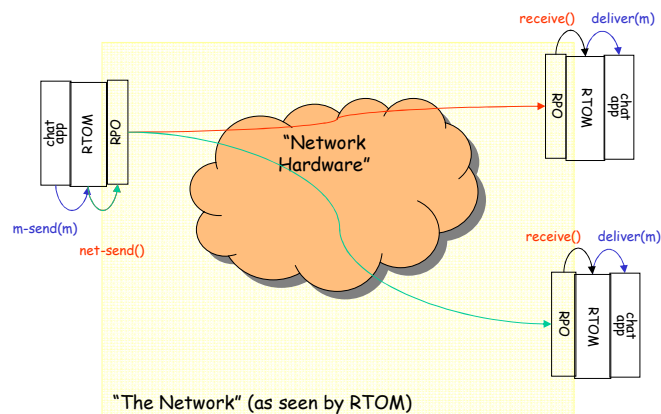 receive()
deliver(m)
RPO
RTOM
chat
app
chat
app
RTOM
RPO
"Network
Hardware"
m-send(m)
net-send()
receive()
deliver(m)
RPO
RTOM
chat
app
"The Network" (as seen by RTOM)